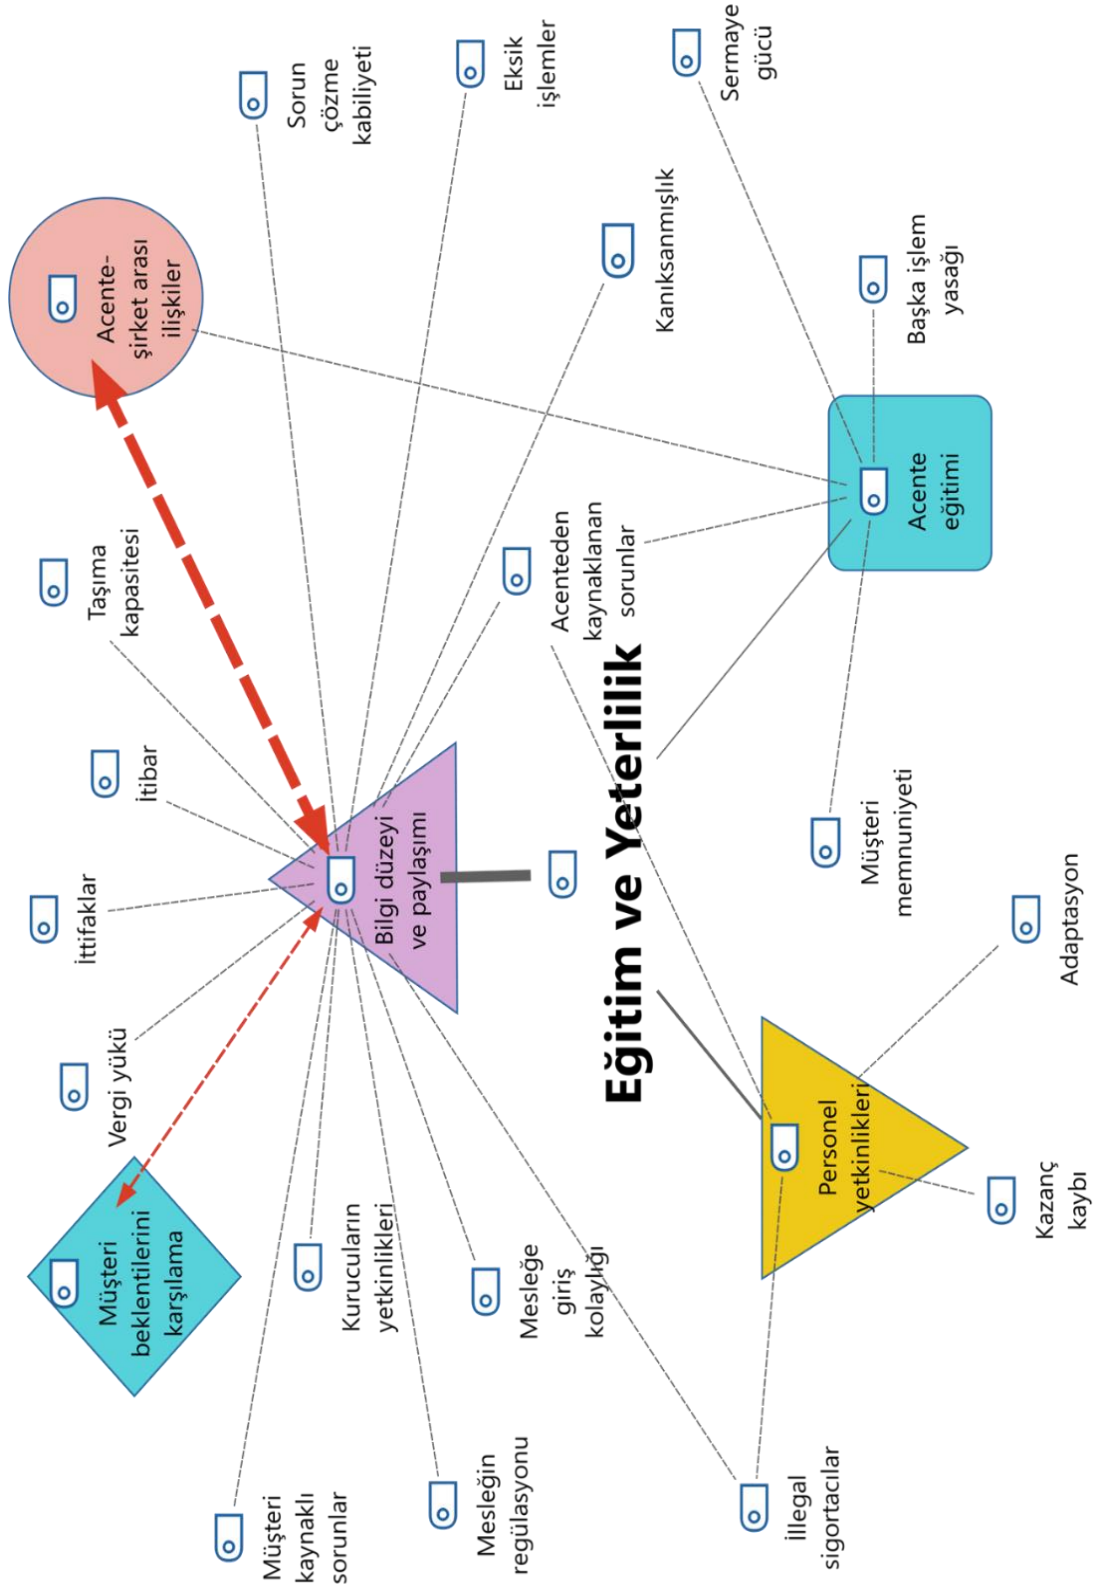 Müşteri
kaynaklı
sorunlar
Müşteri
beklentilerini
karşılama
Vergi yükü
İttifaklar
İtibar
Taşıma
kapasitesi
Acente-
şirket arası
ilişkiler
Sorun
çözme
kabiliyeti
Kurucuların
yetkinlikleri
Bilgi düzeyi
ve paylaşımı
Eksik
işlemler
Mesleğin
regülasyonu
Mesleğe
giriş
kolaylığı
Acenteden
kaynaklanan
sorunlar
Kanıksanmışlık
Eğitim ve Yeterlilik
Sermaye
gücü
İllegal
sigortacılar
Personel
yetkinlikleri
Müşteri
memnuniyeti
Acente
eğitimi
Başka işlem
yasağı
Kazanç
kaybı
Adaptasyon